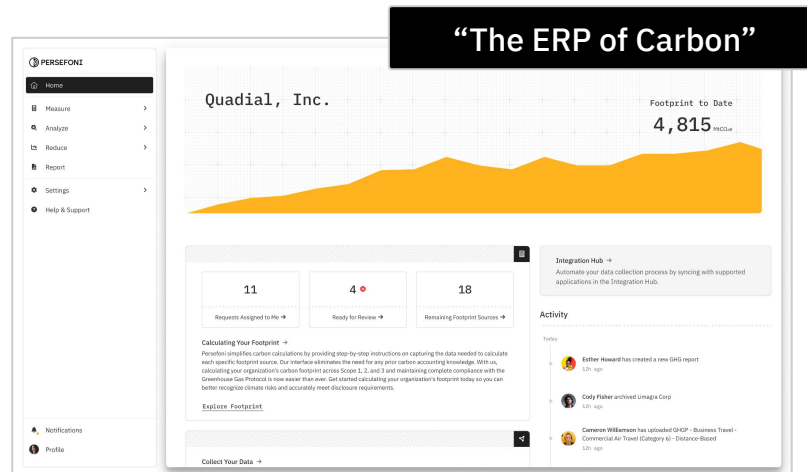 “The ERP of Carbon”
PERSEFONI
Home
Measure
Analyze
Reduce
Report
Settings
Help & Support
Notifications
Profile
Quadial, Inc.
Footprint to Date
4,815 MtCO₂e
11
Requests Assigned to Me →
4
Ready for Review →
18
Remaining Footprint Sources →
Calculating Your Footprint →
Persefoni simplifies carbon calculations by providing step-by-step instructions on capturing the data needed to calculate
each specific footprint source. Our interface eliminates the need for any prior carbon accounting knowledge. With us,
calculating your organization's carbon footprint across Scope 1, 2, and 3 and maintaining complete compliance with the
Greenhouse Gas Protocol is now easier than ever. Get started calculating your organization's footprint today so you can
better recognize climate risks and accurately meet disclosure requirements.
Explore Footprint
Collect Your Data →
Integration Hub →
Automate your data collection process by syncing with supported
applications in the Integration Hub.
Activity
Today
Esther Howard has created a new GHG report
12h ago
Cody Fisher archived Limagra Corp
12h ago
Cameron Williamson has uploaded GHGP - Business Travel -
Commercial Air Travel (Category 6) - Distance-Based
12h ago